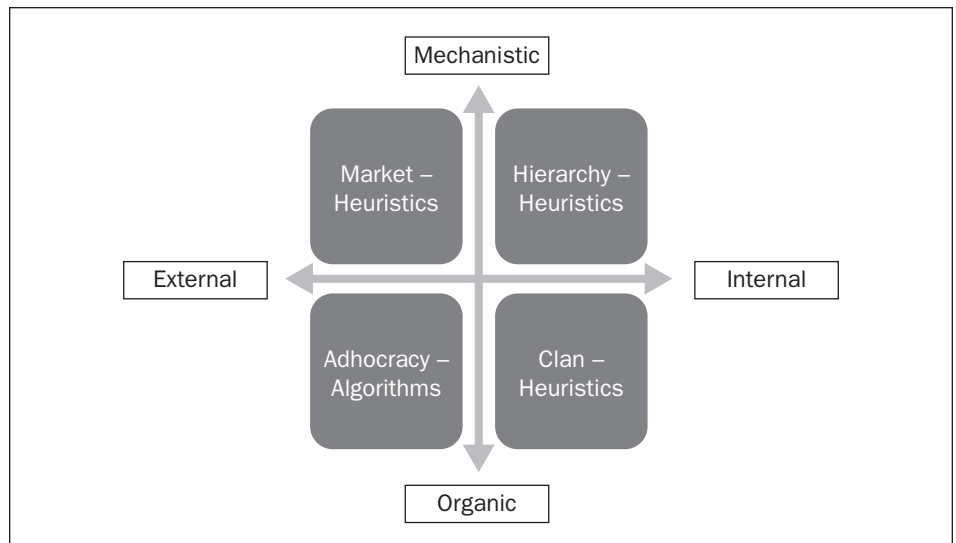 Mechanistic
Market –
Heuristics
Hierarchy –
Heuristics
External
Internal
Adhocracy –
Algorithms
Clan –
Heuristics
Organic